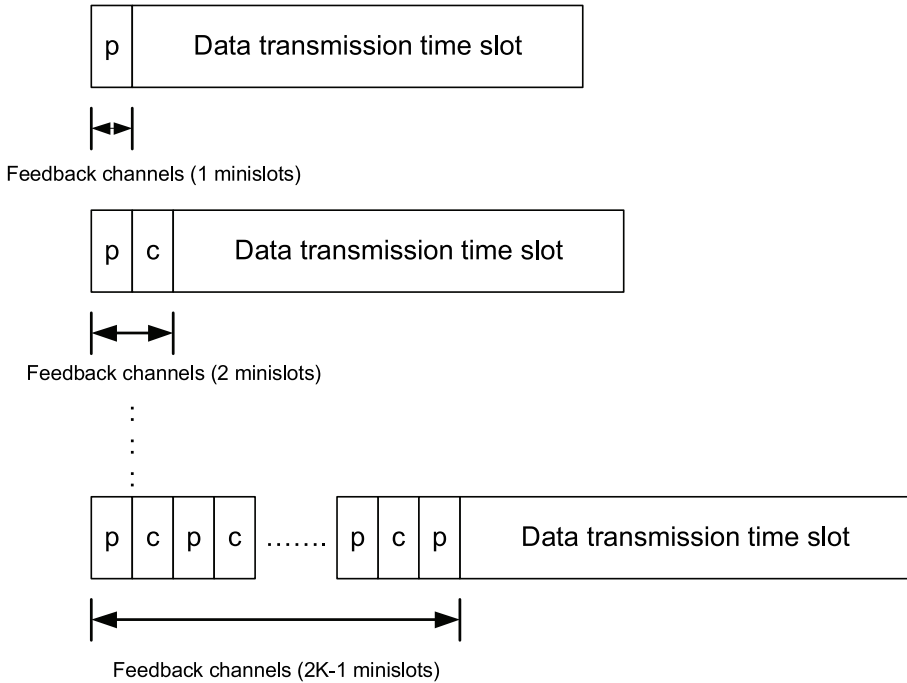 p Data transmission time slot
Feedback channels (1 minislots)
p c Data transmission time slot
Feedback channels (2 minislots)
p c p c ....... p c p Data transmission time slot
Feedback channels (2K-1 minislots)